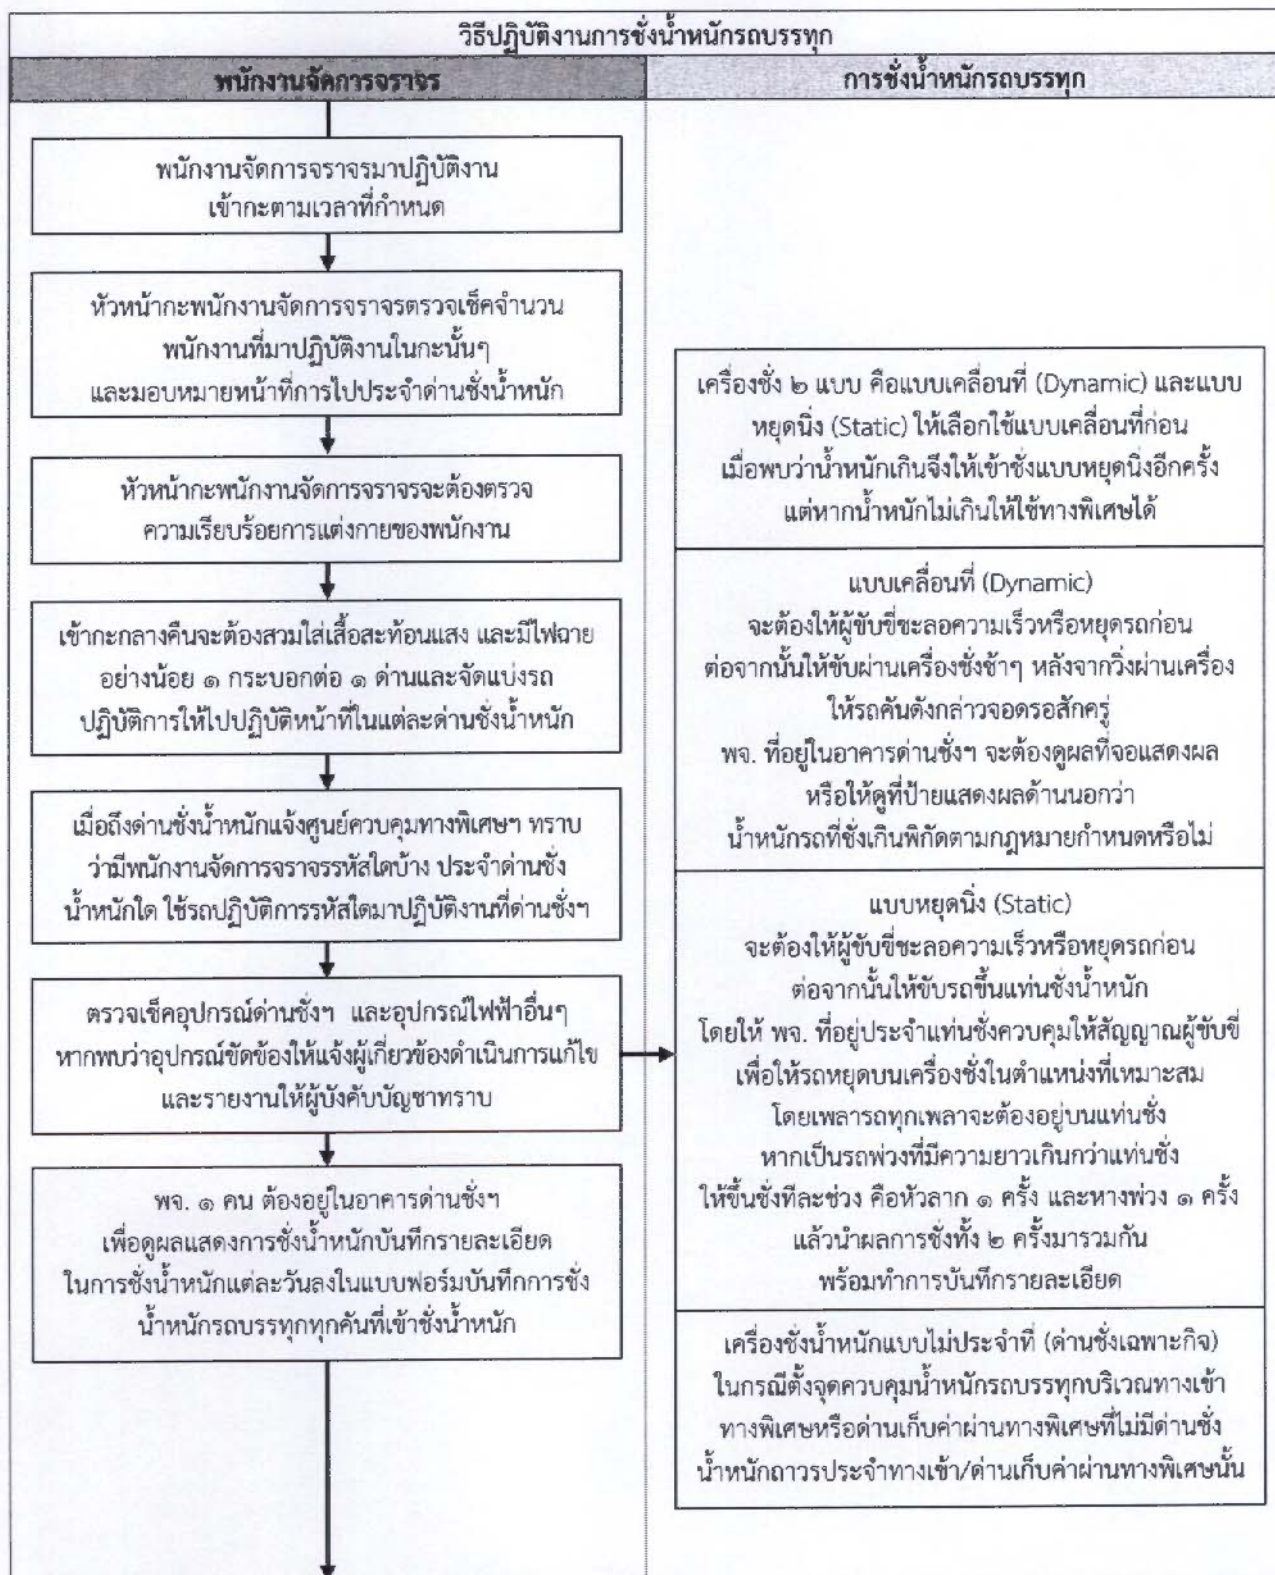 วิธีปฏิบัติงานการชั่งน้ำหนักรถบรรทุก
พนักงานจัดการจราจร
การชั่งน้ำหนักรถบรรทุก
พนักงานจัดการจราจรมาปฏิบัติงาน
เข้ากะตามเวลาที่กำหนด
หัวหน้ากะพนักงานจัดการจราจรตรวจเช็คจำนวน
พนักงานที่มาปฏิบัติงานในกะนั้นๆ
และมอบหมายหน้าที่การไปประจำด่านชั่งน้ำหนัก
หัวหน้ากะพนักงานจัดการจราจรจะต้องตรวจ
ความเรียบร้อยการแต่งกายของพนักงาน
เข้ากะกลางคืนจะต้องสวมใส่เสื้อสะท้อนแสง และมีไฟฉาย
อย่างน้อย ๑ กระบอกต่อ ๑ ด่านและจัดแบ่งรถ
ปฏิบัติการให้ไปปฏิบัติหน้าที่ในแต่ละด่านชั่งน้ำหนัก
เมื่อถึงด่านชั่งน้ำหนักแจ้งศูนย์ควบคุมทางพิเศษฯ ทราบ
ว่ามีพนักงานจัดการจราจรรหัสใดบ้าง ประจำด่านชั่ง
น้ำหนักใด ใช้รถปฏิบัติการรหัสใดมาปฏิบัติงานที่ด่านชั่งฯ
ตรวจเช็คอุปกรณ์ด่านชั่งฯ และอุปกรณ์ไฟฟ้าอื่นๆ
หากพบว่าอุปกรณ์ขัดข้องให้แจ้งผู้เกี่ยวข้องดำเนินการแก้ไข
และรายงานให้ผู้บังคับบัญชาทราบ
พจ. ๑ คน ต้องอยู่ในอาคารด่านชั่งฯ
เพื่อดูผลแสดงการชั่งน้ำหนักบันทึกรายละเอียด
ในการชั่งน้ำหนักแต่ละวันลงในแบบฟอร์มบันทึกการชั่ง
น้ำหนักรถบรรทุกทุกคันที่เข้าชั่งน้ำหนัก
เครื่องชั่ง ๒ แบบ คือแบบเคลื่อนที่ (Dynamic) และแบบ
หยุดนิ่ง (Static) ให้เลือกใช้แบบเคลื่อนที่ก่อน
เมื่อพบว่าน้ำหนักเกินจึงให้เข้าชั่งแบบหยุดนิ่งอีกครั้ง
แต่หากน้ำหนักไม่เกินให้ใช้ทางพิเศษได้
แบบเคลื่อนที่ (Dynamic)
จะต้องให้ผู้ขับขี่ชะลอความเร็วหรือหยุดรถก่อน
ต่อจากนั้นให้ขับผ่านเครื่องชั่งช้าๆ หลังจากวิ่งผ่านเครื่อง
ให้รถคันดังกล่าวจอดรอสักครู่
พจ. ที่อยู่ในอาคารด่านชั่งฯ จะต้องดูผลที่จอแสดงผล
หรือให้ดูที่ป้ายแสดงผลด้านนอกว่า
น้ำหนักรถที่ชั่งเกินพิกัดตามกฎหมายกำหนดหรือไม่
แบบหยุดนิ่ง (Static)
จะต้องให้ผู้ขับขี่ชะลอความเร็วหรือหยุดรถก่อน
ต่อจากนั้นให้ขับรถขึ้นแท่นชั่งน้ำหนัก
โดยให้ พจ. ที่อยู่ประจำแท่นชั่งควบคุมให้สัญญาณผู้ขับขี่
เพื่อให้รถหยุดบนเครื่องชั่งในตำแหน่งที่เหมาะสม
โดยเพลารถทุกเพลาจะต้องอยู่บนแท่นชั่ง
หากเป็นรถพ่วงที่มีความยาวเกินกว่าแท่นชั่ง
ให้ขึ้นชั่งทีละช่วง คือหัวลาก ๑ ครั้ง และหางพ่วง ๑ ครั้ง
แล้วนำผลการชั่งทั้ง ๒ ครั้งมารวมกัน
พร้อมทำการบันทึกรายละเอียด
เครื่องชั่งน้ำหนักแบบไม่ประจำที่ (ด่านชั่งเฉพาะกิจ)
ในกรณีตั้งจุดควบคุมน้ำหนักรถบรรทุกบริเวณทางเข้า
ทางพิเศษหรือด่านเก็บค่าผ่านทางพิเศษที่ไม่มีด่านชั่ง
น้ำหนักถาวรประจำทางเข้า/ด่านเก็บค่าผ่านทางพิเศษนั้น